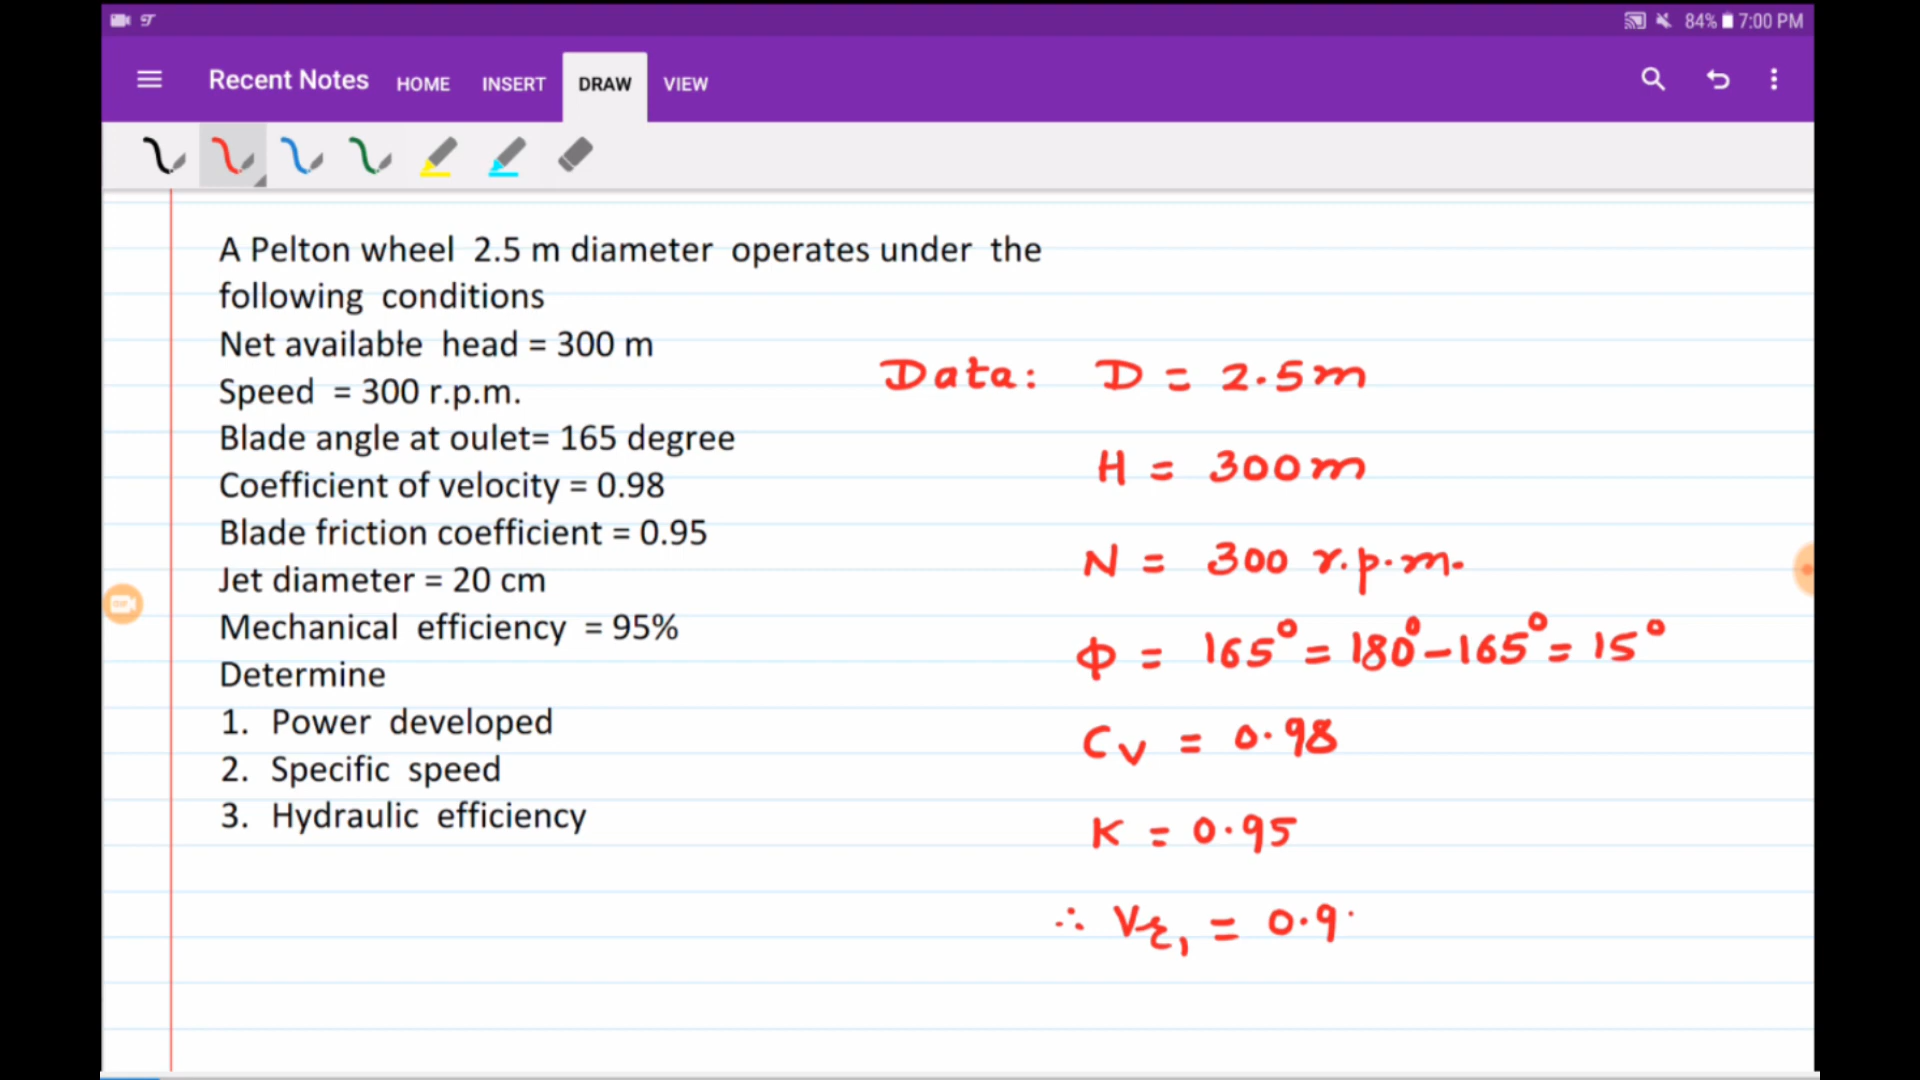 84% 7:00 PM
Recent Notes HOME INSERT DRAW VIEW
A Pelton wheel 2.5 m diameter operates under the
following conditions
Net available head = 300 m
Speed = 300 r.p.m.
Blade angle at oulet= 165 degree
Coefficient of velocity = 0.98
Blade friction coefficient = 0.95
Jet diameter = 20 cm
Mechanical efficiency = 95%
Determine
1. Power developed
2. Specific speed
3. Hydraulic efficiency
Data: D = 2.5m
H = 300m
N = 300 r.p.m.
Φ = 165° = 180° - 165° = 15°
Cv = 0.98
K = 0.95
∴ Vr₁ = 0.9